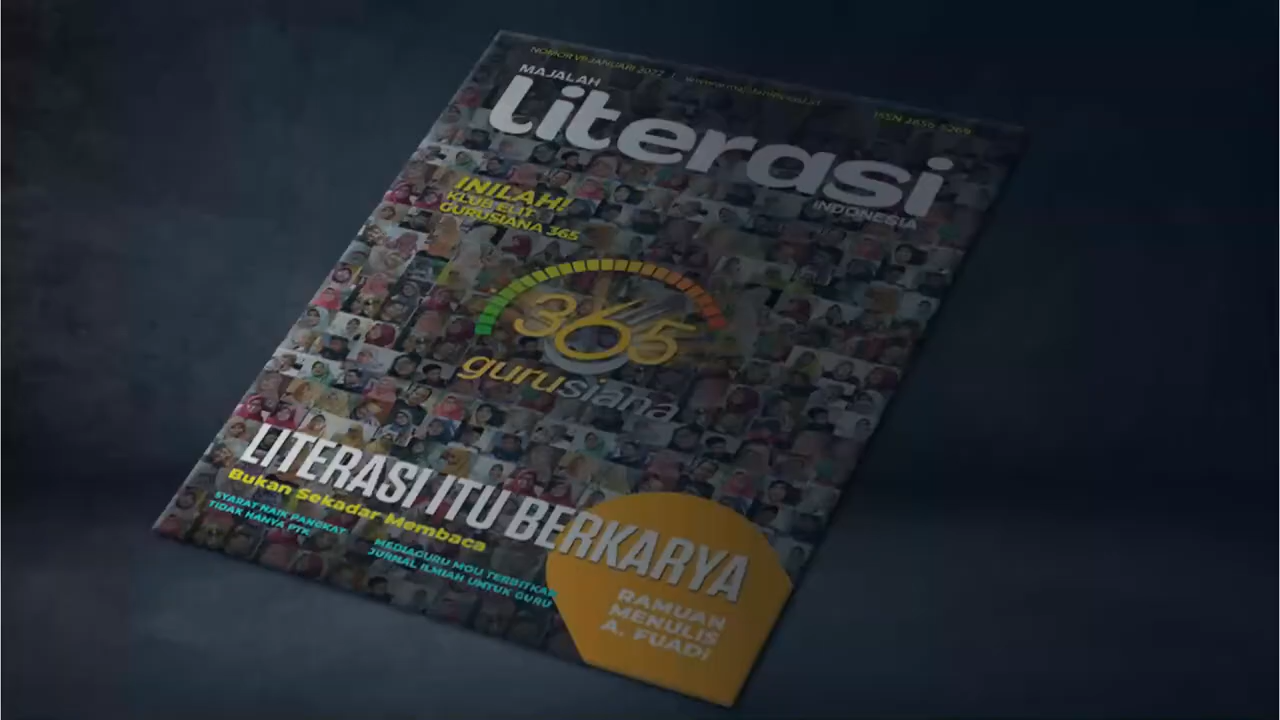 MAJALAH
literasi
INDONESIA
INILAH!
KLUB ELIT
GURUSIANA 365
365
gurusiana
LITERASI ITU BERKARYA
Bukan Sekadar Membaca
SYARAT NAIK PANGKAT
TIDAK HANYA PTK
MEDIAGURU MOU TERBITKAN
JURNAL ILMIAH UNTUK GURU
RAMUAN
MENULIS
A. FUADI